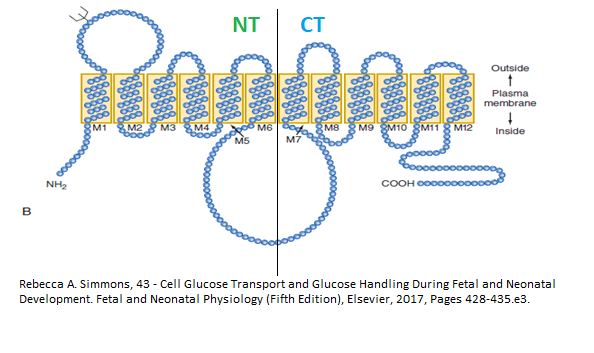 NT CT
Outside
Plasma
membrane
Inside
M1 M2 M3 M4 M5 M6 M7 M8 M9 M10 M11 M12
NH₂
COOH
B
Rebecca A. Simmons, 43 - Cell Glucose Transport and Glucose Handling During Fetal and Neonatal
Development. Fetal and Neonatal Physiology (Fifth Edition), Elsevier, 2017, Pages 428-435.e3.